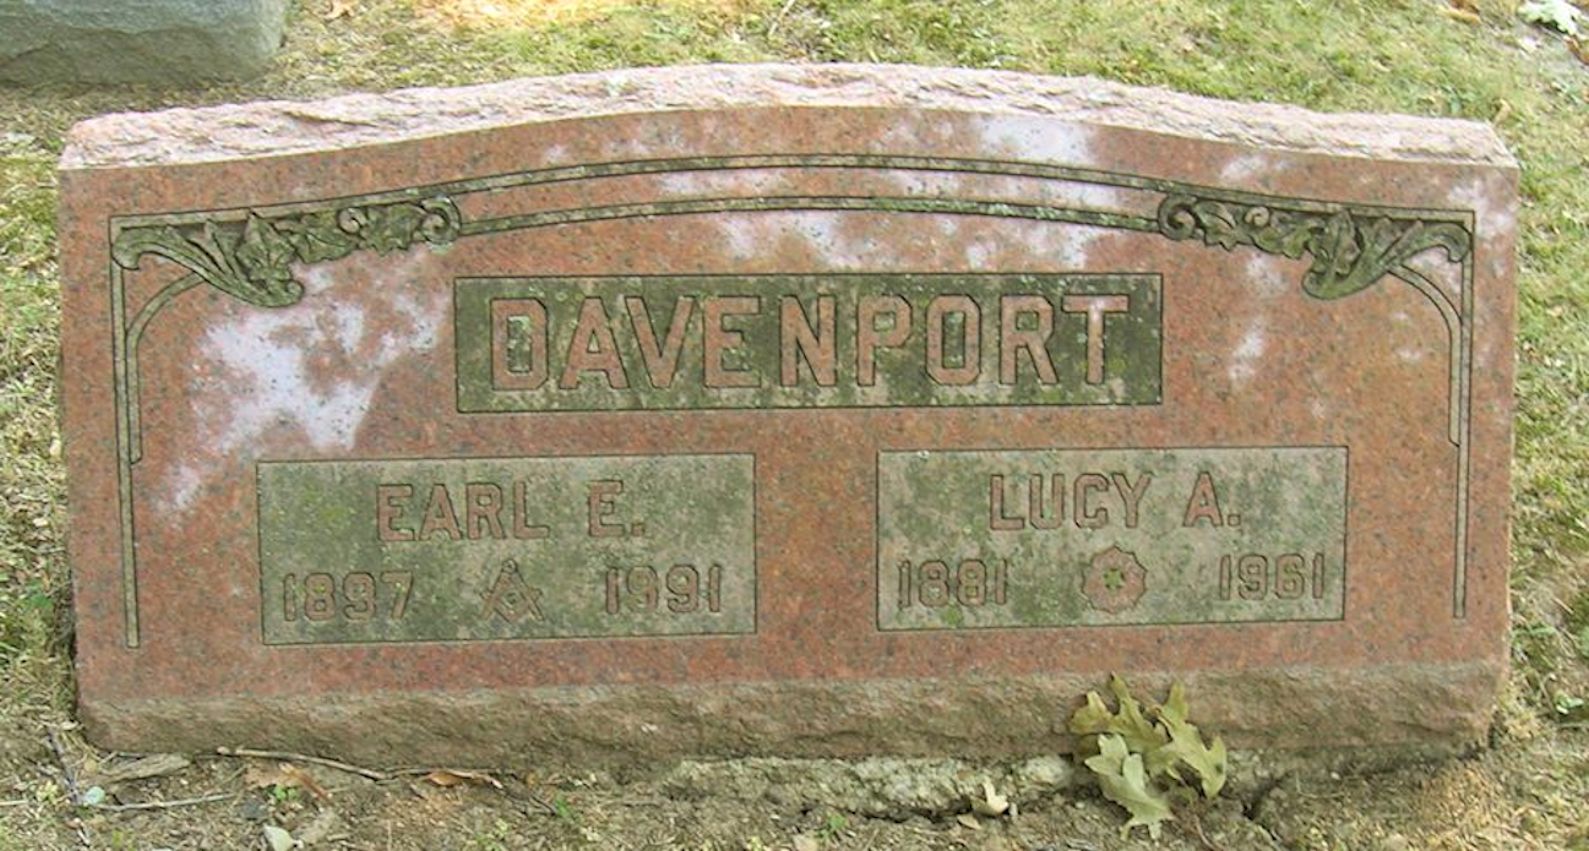 DAVENPORT
EARL E.
1897 1991
LUCY A.
1881 1961